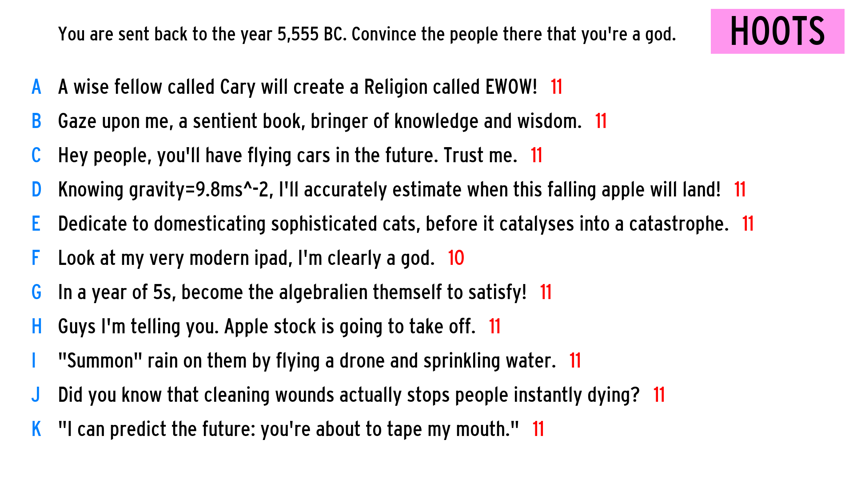 You are sent back to the year 5,555 BC. Convince the people there that you're a god.
HOOTS
A A wise fellow called Cary will create a Religion called EWOW! 11
B Gaze upon me, a sentient book, bringer of knowledge and wisdom. 11
C Hey people, you'll have flying cars in the future. Trust me. 11
D Knowing gravity=9.8ms^-2, I'll accurately estimate when this falling apple will land! 11
E Dedicate to domesticating sophisticated cats, before it catalyses into a catastrophe. 11
F Look at my very modern ipad, I'm clearly a god. 10
G In a year of 5s, become the algebralien themself to satisfy! 11
H Guys I'm telling you. Apple stock is going to take off. 11
I "Summon" rain on them by flying a drone and sprinkling water. 11
J Did you know that cleaning wounds actually stops people instantly dying? 11
K "I can predict the future: you're about to tape my mouth." 11